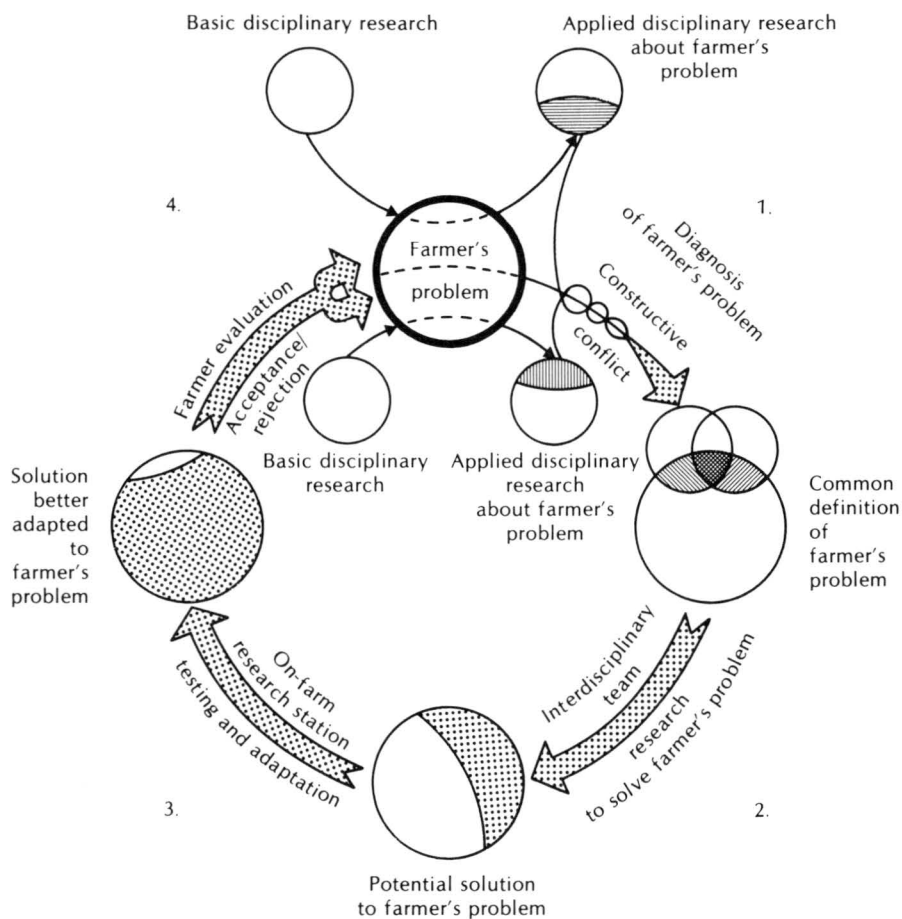 Basic disciplinary research
Applied disciplinary research
about farmer's
problem
4.
1.
Diagnosis
of farmer's problem
Farmer's
problem
Constructive
conflict
Farmer evaluation
Acceptance/
rejection
Basic disciplinary
research
Applied disciplinary
research
about farmer's
problem
Solution
better
adapted
to
farmer's
problem
Common
definition
of
farmer's
problem
On-farm
research station
testing and adaptation
Interdisciplinary
team
research
to solve farmer's problem
3.
2.
Potential solution
to farmer's problem